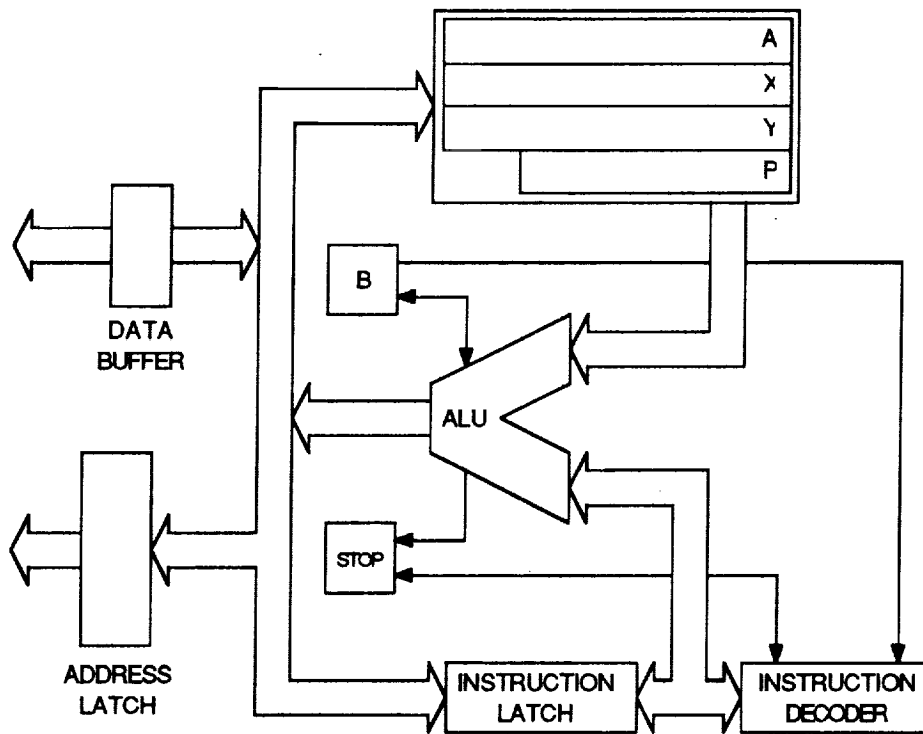 A
X
Y
P
B
DATA
BUFFER
ALU
STOP
ADDRESS
LATCH
INSTRUCTION
LATCH
INSTRUCTION
DECODER